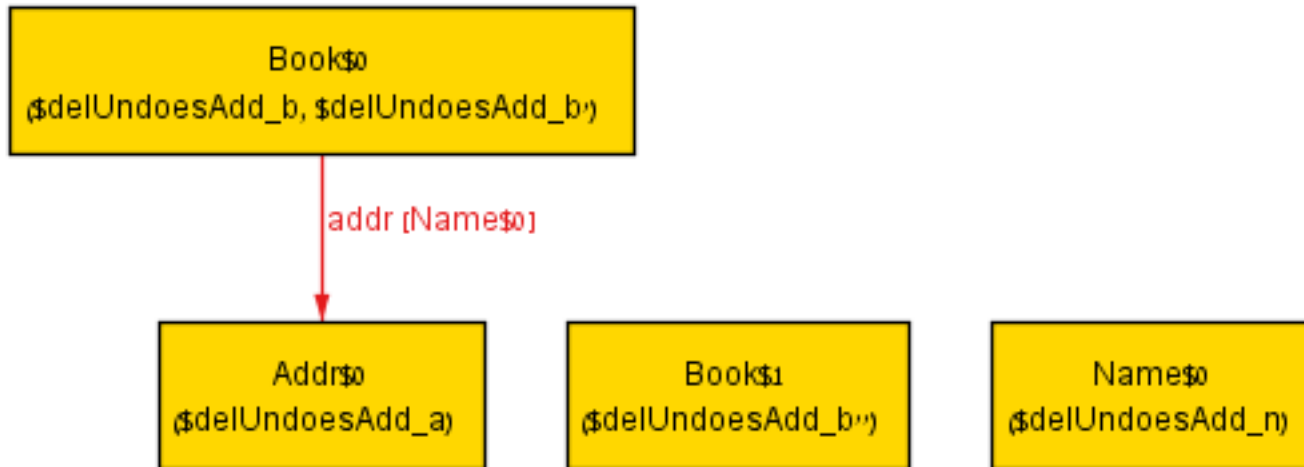 Book$0
($delUndoesAdd_b, $delUndoesAdd_b')
addr [Name$0]
Addr$0
($delUndoesAdd_a)
Book$1
($delUndoesAdd_b'')
Name$0
($delUndoesAdd_n)